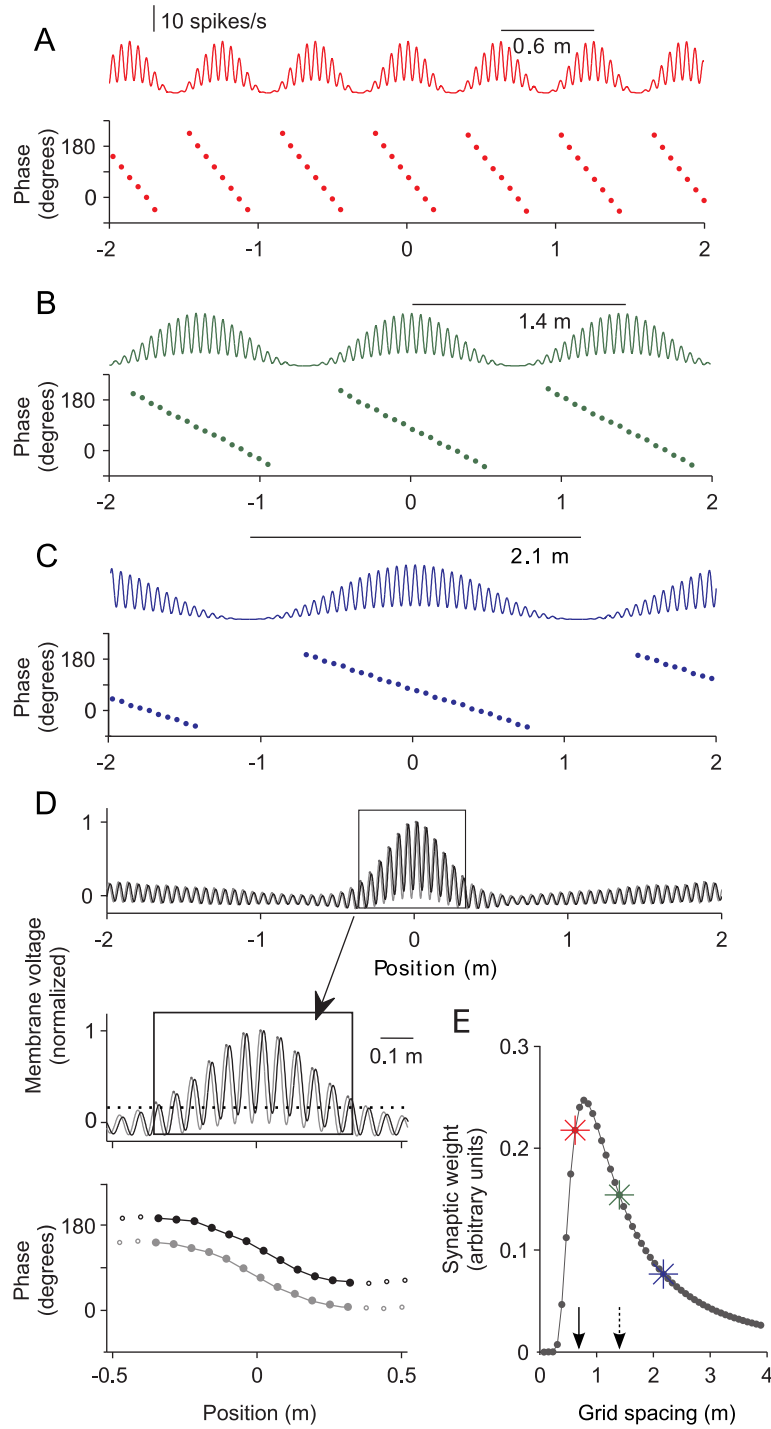 A
10 spikes/s
0.6 m
Phase
(degrees)
180
0
-2 -1 0 1 2
B
1.4 m
Phase
(degrees)
180
0
-2 -1 0 1 2
C
2.1 m
Phase
(degrees)
180
0
-2 -1 0 1 2
D
1
0
-2 -1 0 1 2
Position (m)
Membrane voltage
(normalized)
1
0
0.1 m
Phase
(degrees)
180
0
-0.5 0 0.5
Position (m)
E
Synaptic weight
(arbitrary units)
0.3
0.2
0.1
0
0 1 2 3 4
Grid spacing (m)